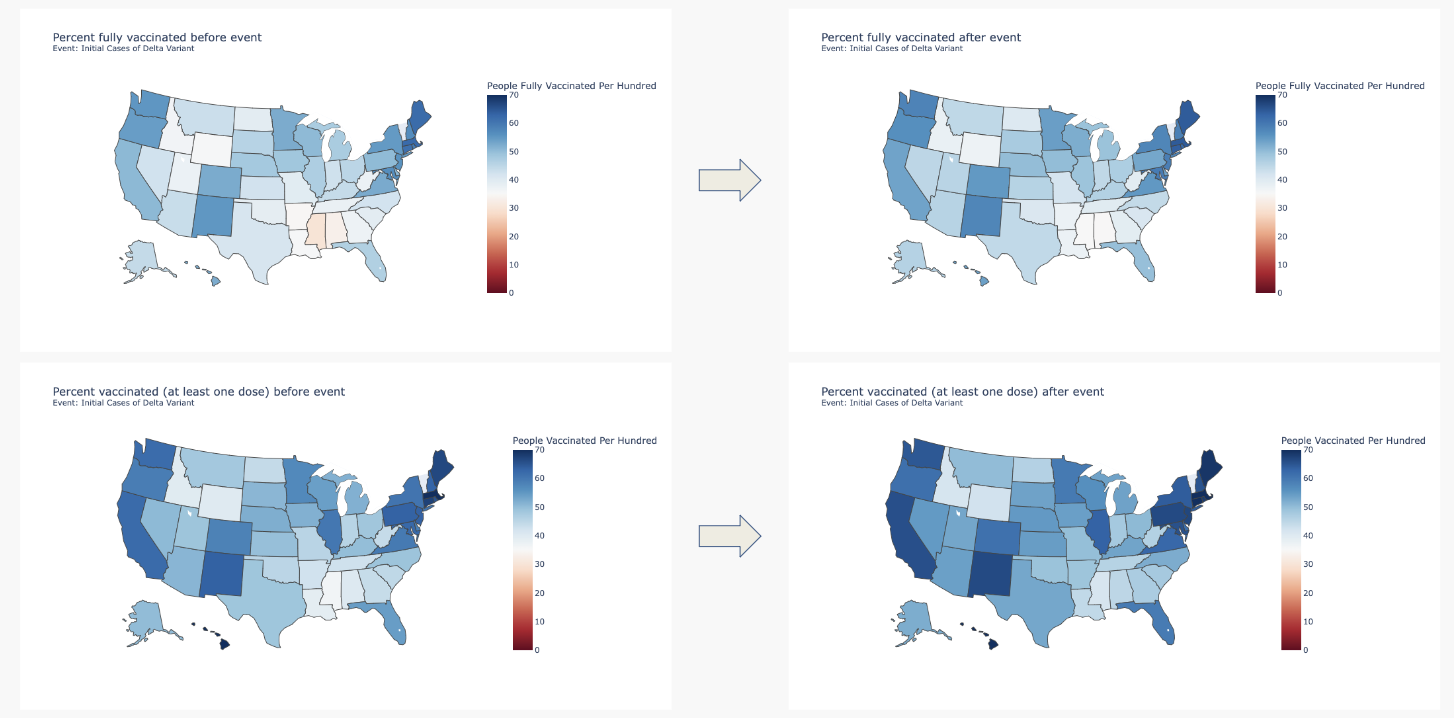 Percent fully vaccinated before event
Event: Initial Cases of Delta Variant
People Fully Vaccinated Per Hundred
70
60
50
40
30
20
10
0
Percent fully vaccinated after event
Event: Initial Cases of Delta Variant
People Fully Vaccinated Per Hundred
70
60
50
40
30
20
10
0
Percent vaccinated (at least one dose) before event
Event: Initial Cases of Delta Variant
People Vaccinated Per Hundred
70
60
50
40
30
20
10
0
Percent vaccinated (at least one dose) after event
Event: Initial Cases of Delta Variant
People Vaccinated Per Hundred
70
60
50
40
30
20
10
0